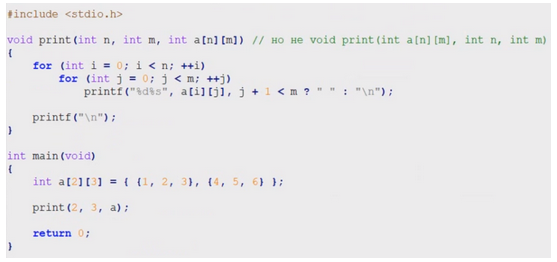 #include <stdio.h>
void print(int n, int m, int a[n][m]) // но не void print(int a[n][m], int n, int m)
{
    for (int i = 0; i < n; ++i)
        for (int j = 0; j < m; ++j)
            printf("%d%s", a[i][j], j + 1 < m ? " " : "\n");
    printf("\n");
}
int main(void)
{
    int a[2][3] = { {1, 2, 3}, {4, 5, 6} };
    print(2, 3, a);
    return 0;
}